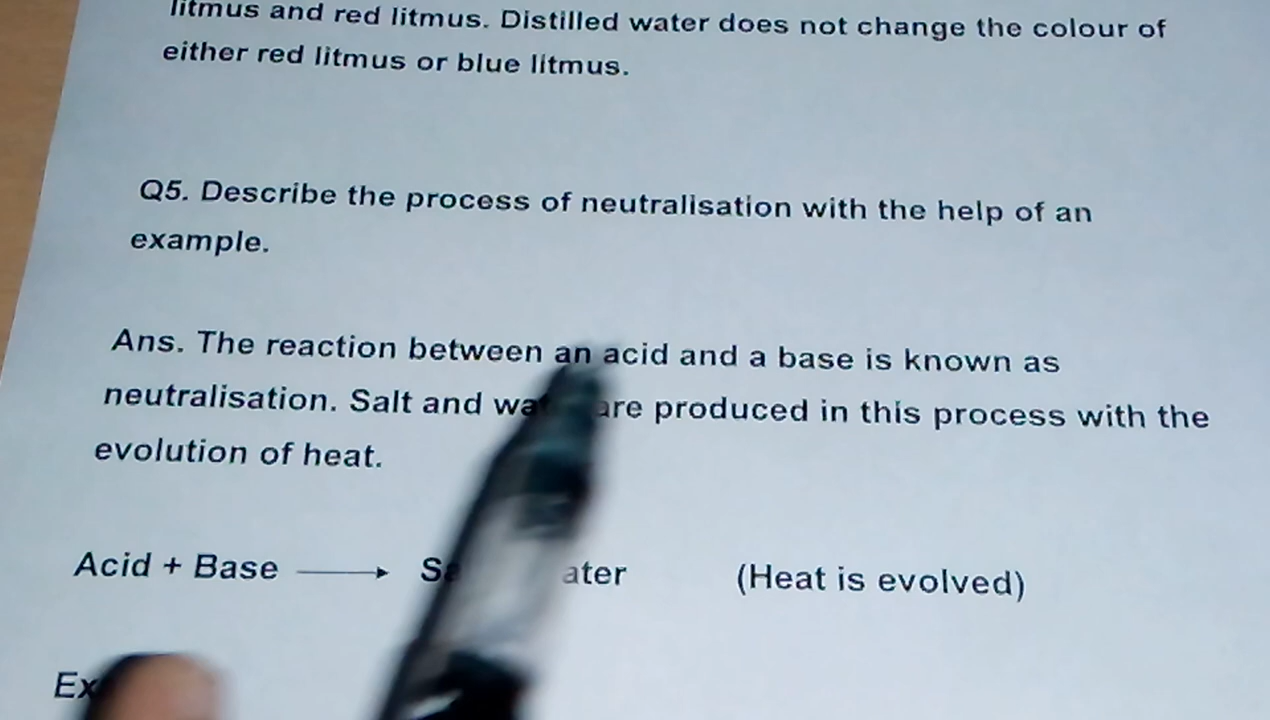 litmus and red litmus. Distilled water does not change the colour of
either red litmus or blue litmus.
Q5. Describe the process of neutralisation with the help of an
example.
Ans. The reaction between an acid and a base is known as
neutralisation. Salt and are produced in this process with the
evolution of heat.
Acid + Base ⟶ (Heat is evolved)